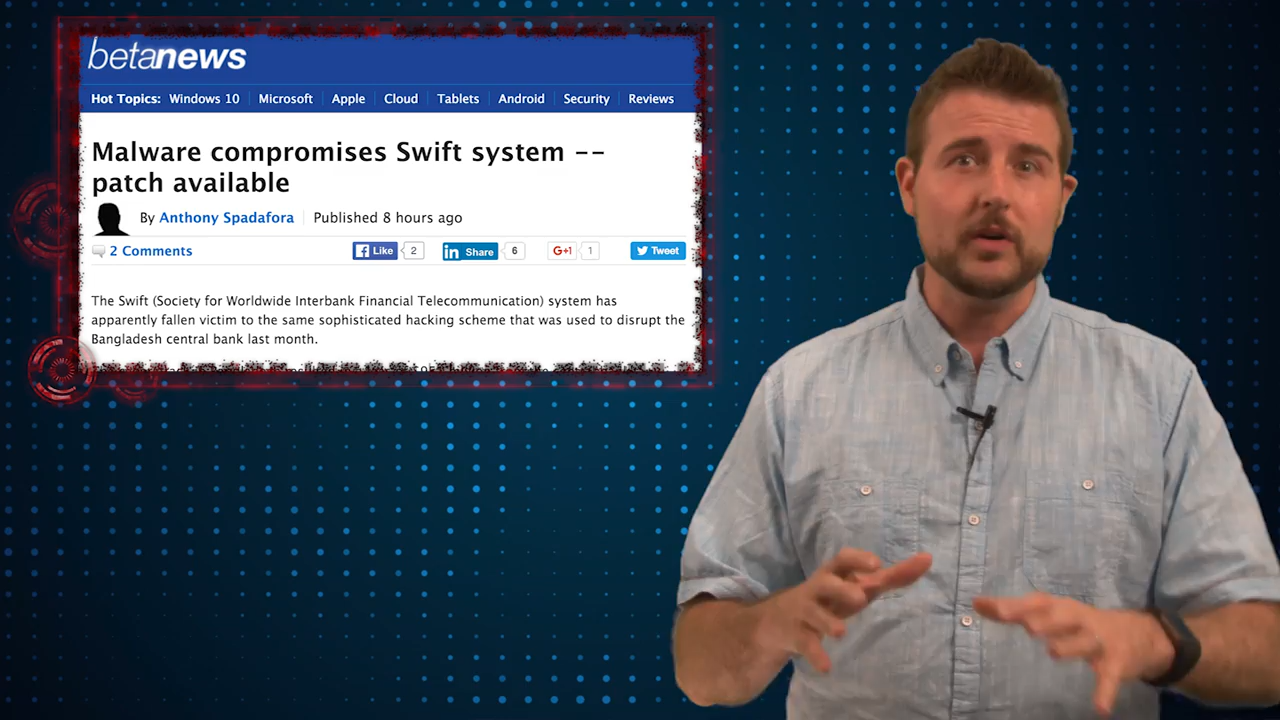 betanews
Hot Topics: Windows 10 Microsoft Apple Cloud Tablets Android Security Reviews
Malware compromises Swift system --
patch available
By Anthony Spadafora Published 8 hours ago
2 Comments Like 2 Share 6 G+1 1 Tweet
The Swift (Society for Worldwide Interbank Financial Telecommunication) system has
apparently fallen victim to the same sophisticated hacking scheme that was used to disrupt the
Bangladesh central bank last month.